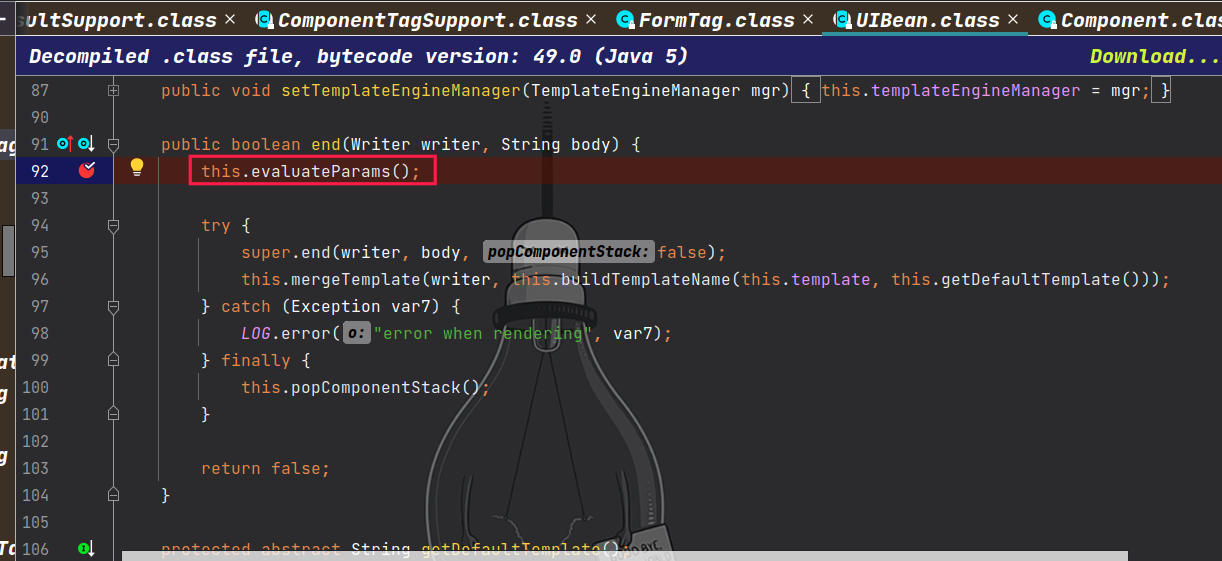 sultSupport.class × ComponentTagSupport.class × FormTag.class × UIBean.class × Component.clas
Decompiled .class file, bytecode version: 49.0 (Java 5) Download...
87 public void setTemplateEngineManager(TemplateEngineManager mgr) { this.templateEngineManager = mgr; }
90
91 public boolean end(Writer writer, String body) {
92 this.evaluateParams();
93
94 try {
95 super.end(writer, body, popComponentStack: false);
96 this.mergeTemplate(writer, this.buildTemplateName(this.template, this.getDefaultTemplate()));
97 } catch (Exception var7) {
98 LOG.error( o: "error when rendering", var7);
99 } finally {
100 this.popComponentStack();
101 }
102
103 return false;
104 }
105
106 protected abstract String getDefaultTemplate();